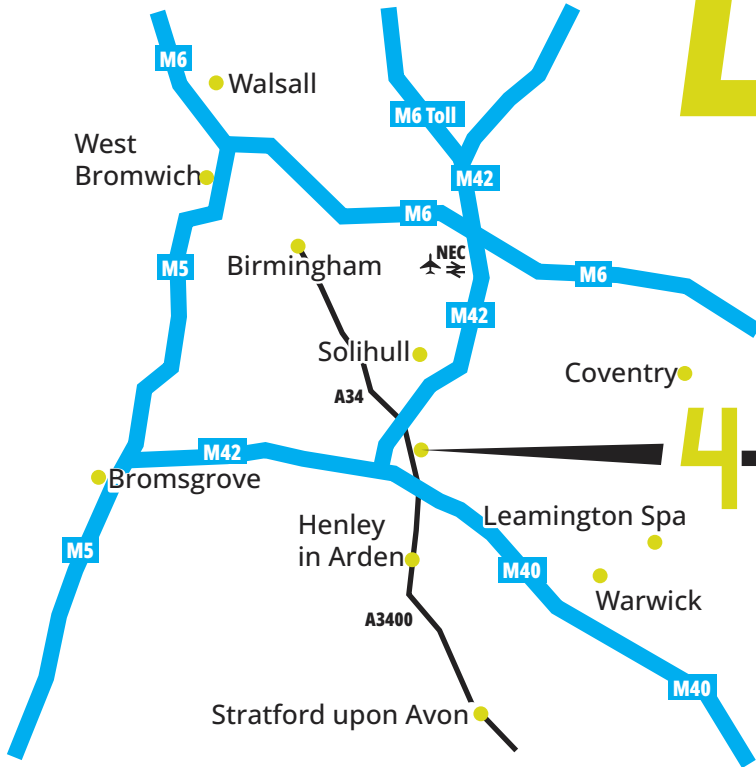 M6
Walsall
M6 Toll
West
Bromwich
M42
M6
NEC
Birmingham
M5
M6
M42
Solihull
Coventry
A34
M42
4
Bromsgrove
Leamington Spa
Henley
in Arden
M5
M40
Warwick
A3400
M40
Stratford upon Avon